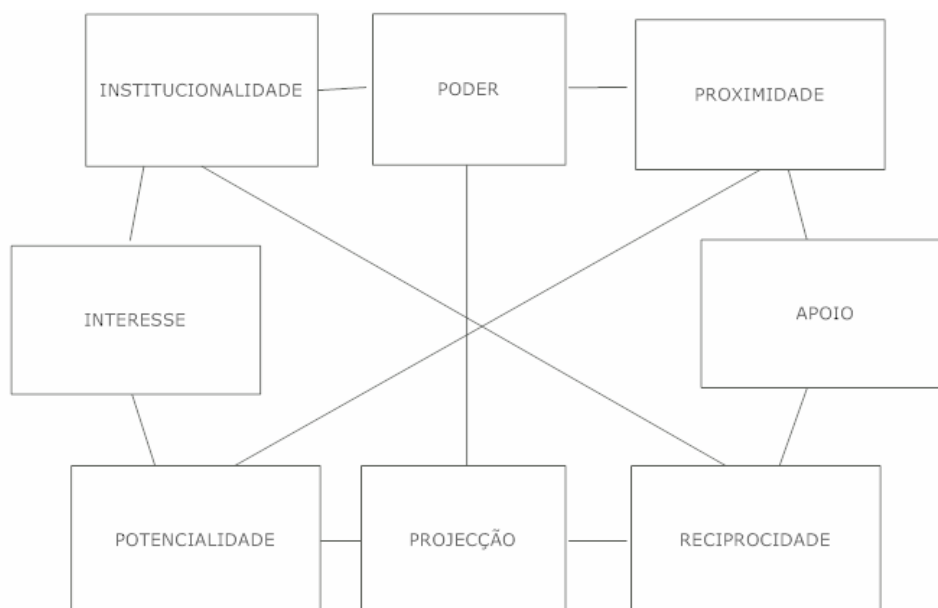 INSTITUCIONALIDADE
PODER
PROXIMIDADE
INTERESSE
APOIO
POTENCIALIDADE
PROJECÇÃO
RECIPROCIDADE